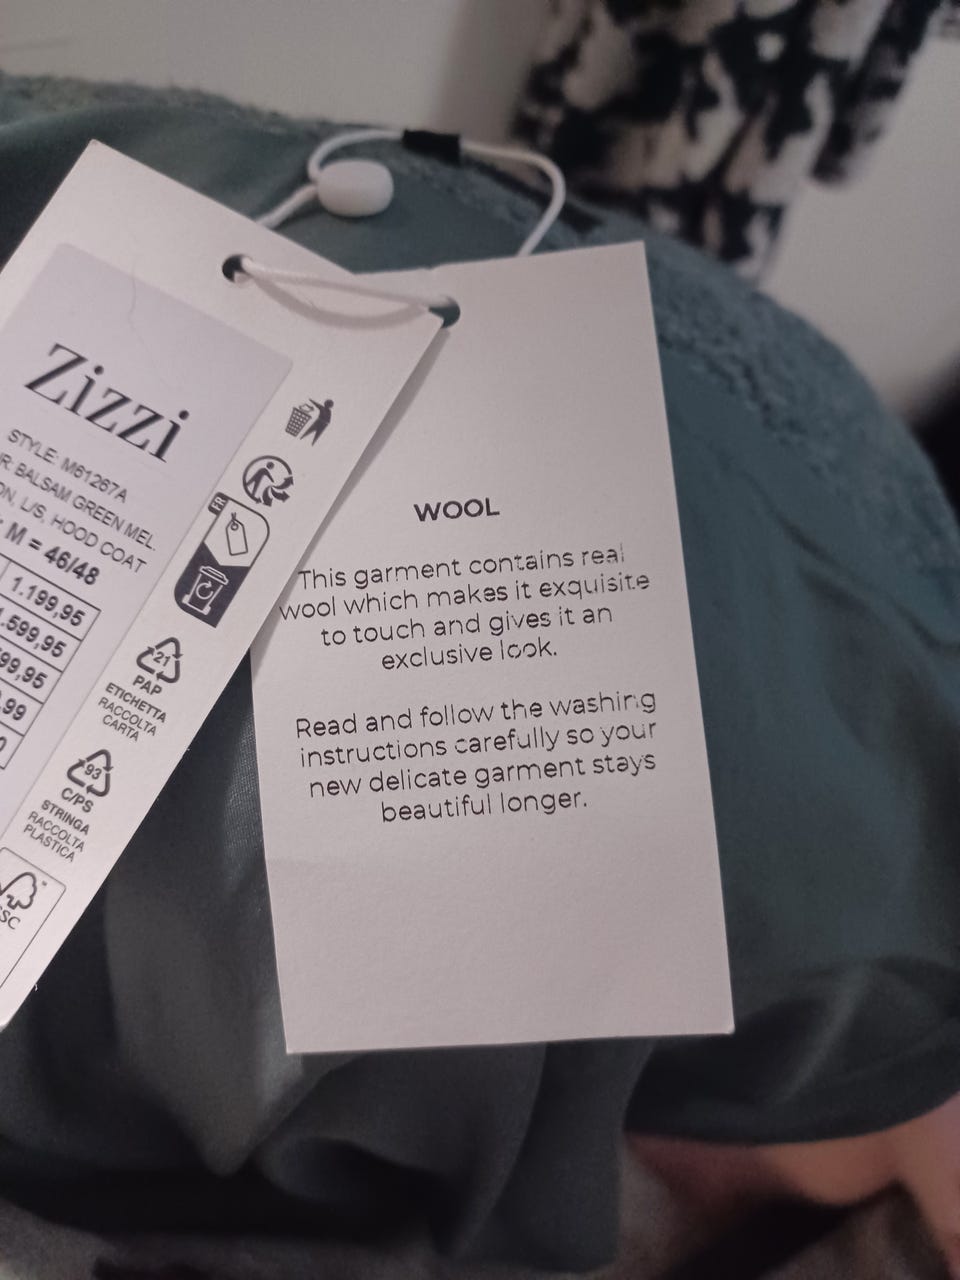 Zizzi
STYLE: M61267A
R: BALSAM GREEN MEL.
ON, L/S, HOOD COAT
: M = 46/48
1.199,95
.599,95
99,95
.99
FR
21
PAP
ETICHETTA
RACCOLTA
CARTA
93
C/PS
STRINGA
RACCOLTA
PLASTICA
SC
WOOL
This garment contains real
wool which makes it exquisite
to touch and gives it an
exclusive look.
Read and follow the washing
instructions carefully so your
new delicate garment stays
beautiful longer.